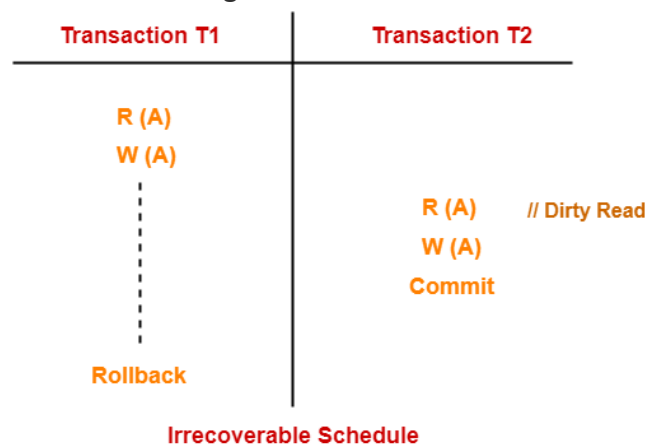 Transaction T1 Transaction T2
R (A)
W (A)
R (A) // Dirty Read
W (A)
Commit
Rollback
Irrecoverable Schedule